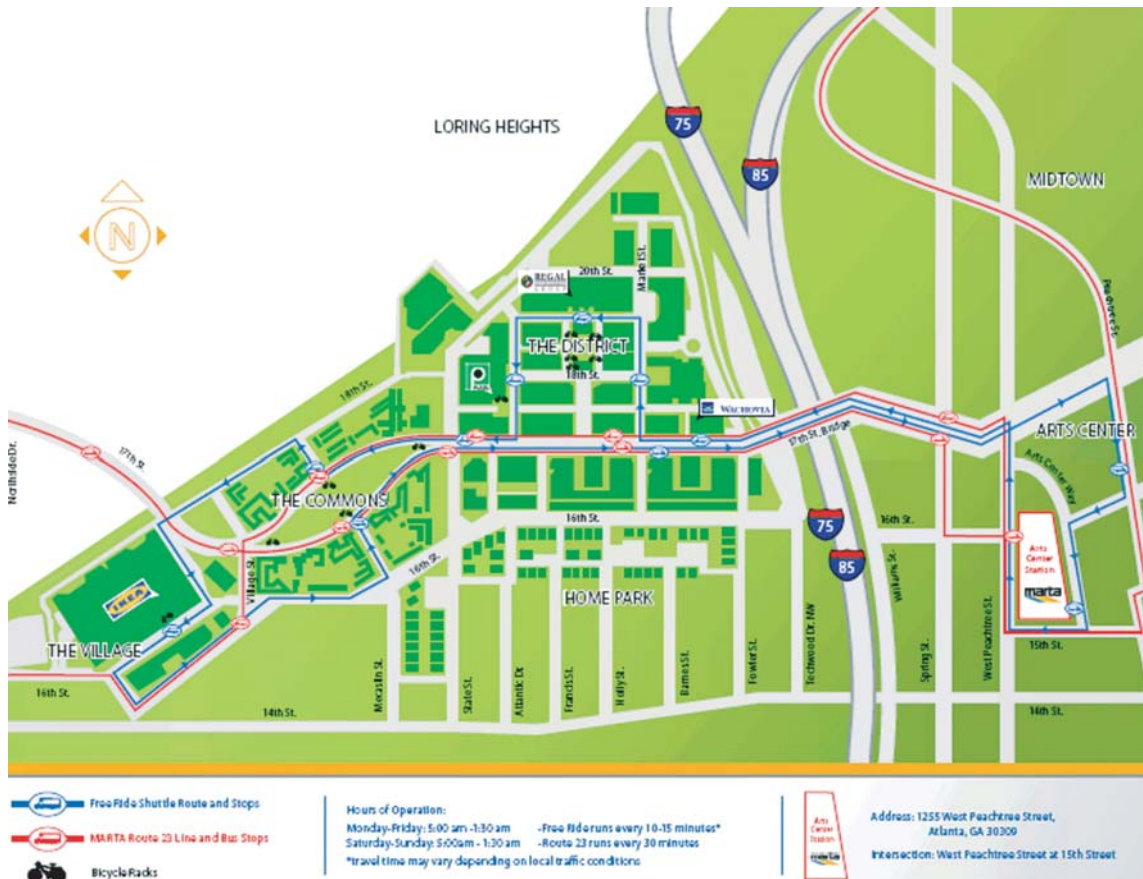 LORING HEIGHTS
75
85
MIDTOWN
N
REGAL
20th St.
Market St.
Peachtree St.
THE DISTRICT
18th St.
18th St.
WACHOVIA
17th St. Bridge
ARTS CENTER
Arts Center Way
Northside Dr.
17th St.
THE COMMONS
16th St.
75
16th St.
Arts
Center
Station
marta
85
16th St.
Village St.
IKEA
HOME PARK
Williams St.
THE VILLAGE
15th St.
16th St.
Mecaslin St.
State St.
Atlantic Dr
Francis St.
Holly St.
Barnes St.
Fowler St.
Techwood Dr. NW
Spring St.
West Peachtree St.
14th St.
14th St.
Free Ride Shuttle Route and Stops
MARTA Route 23 Line and Bus Stops
Bicycle Racks
Hours of Operation:
Monday-Friday: 5:00 am -1:30 am -Free Ride runs every 10-15 minutes*
Saturday-Sunday: 5:00am - 1:30 am -Route 23 runs every 30 minutes
*travel time may vary depending on local traffic conditions
Arts
Center
Station
marta
Address: 1255 West Peachtree Street,
Atlanta, GA 30309
Intersection: West Peachtree Street at 15th Street